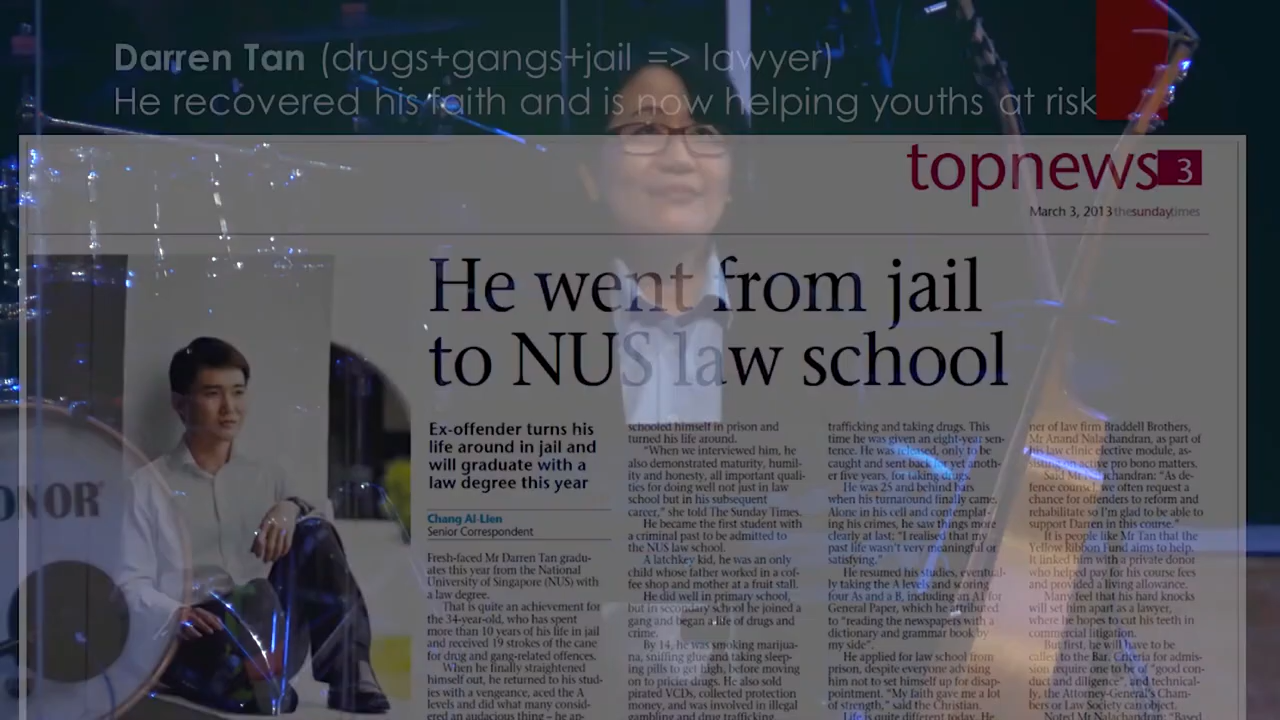 Darren Tan (drugs+gangs+jail => lawyer)
He recovered his faith and is now helping youths at risk
topnews 3
March 3, 2013 thesundaytimes
He went from jail
to NUS law school
Ex-offender turns his
life around in jail and
will graduate with a
law degree this year
Chang Ai-Lien
Senior Correspondent
Fresh-faced Mr Darren Tan gradu-
ates this year from the National
University of Singapore (NUS) with
a law degree.
That is quite an achievement for
the 34-year-old, who has spent
more than 10 years of his life in jail
and received 19 strokes of the cane
for drug and gang-related offences.
When he finally straightened
himself out, he returned to his stud-
ies with a vengeance, aced the A
levels and did what many consid-
ered an audacious thing – he ap-
schooled himself in prison and
turned his life around.
"When we interviewed him, he
also demonstrated maturity, humil-
ity and honesty, all important quali-
ties for doing well not just in law
school but in his subsequent
career," she told The Sunday Times.
He became the first student with
a criminal past to be admitted to
the NUS law school.
A latchkey kid, he was an only
child whose father worked in a cof-
fee shop and mother at a fruit stall.
He did well in primary school,
but in secondary school he joined a
gang and began a life of drugs and
crime.
By 14, he was smoking marijua-
na, sniffing glue and taking sleep-
ing pills to get high, before moving
on to pricier drugs. He also sold
pirated VCDs, collected protection
money, and was involved in illegal
gambling and drug trafficking.
trafficking and taking drugs. This
time he was given an eight-year sen-
tence. He was released, only to be
caught and sent back for yet anoth-
er five years, for taking drugs.
He was 25 and behind bars
when his turnaround finally came.
Alone in his cell and contemplat-
ing his crimes, he saw things more
clearly at last: "I realised that my
past life wasn't very meaningful or
satisfying."
He resumed his studies, eventual-
ly taking the A levels and scoring
four As and a B, including an A1 for
General Paper, which he attributed
to "reading the newspapers with a
dictionary and grammar book by
my side".
He applied for law school from
prison, despite everyone advising
him not to set himself up for disap-
pointment. "My faith gave me a lot
of strength," said the Christian.
Life is quite different today. He
ner of law firm Braddell Brothers,
Mr Anand Nalachandran, as part of
his law clinic elective module, as-
sisting on active pro bono matters.
Said Mr Nalachandran: "As de-
fence counsel, we often request a
chance for offenders to reform and
rehabilitate so I'm glad to be able to
support Darren in this course."
It is people like Mr Tan that the
Yellow Ribbon Fund aims to help.
It linked him with a private donor
who helped pay for his course fees
and provided a living allowance.
Many feel that his hard knocks
will set him apart as a lawyer,
where he hopes to cut his teeth in
commercial litigation.
But first, he will have to be
called to the Bar. Criteria for admis-
sion require one to be of "good con-
duct and diligence", and technical-
ly, the Attorney-General's Cham-
bers or Law Society can object.
Noted Mr Nalachandran: "Based
ONOR